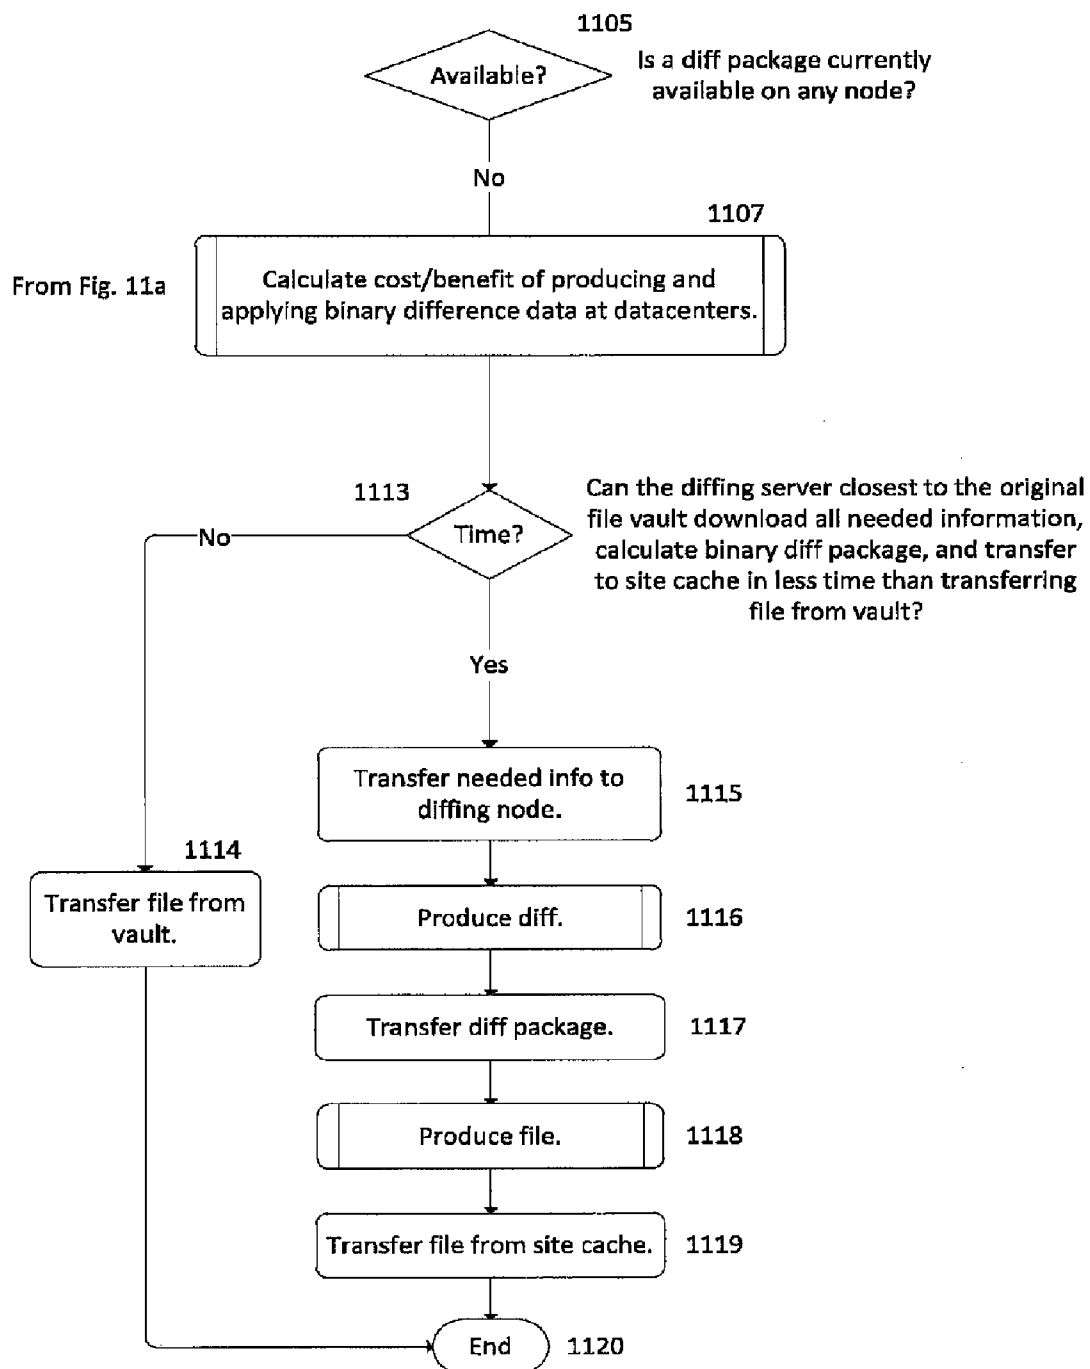 1105
Available?
Is a diff package currently
available on any node?
No
1107
From Fig. 11a
Calculate cost/benefit of producing and
applying binary difference data at datacenters.
1113
Time?
Can the diffing server closest to the original
file vault download all needed information,
calculate binary diff package, and transfer
to site cache in less time than transferring
file from vault?
No
Yes
Transfer needed info to
diffing node.
1115
1114
Transfer file from
vault.
Produce diff.
1116
Transfer diff package.
1117
Produce file.
1118
Transfer file from site cache.
1119
End
1120